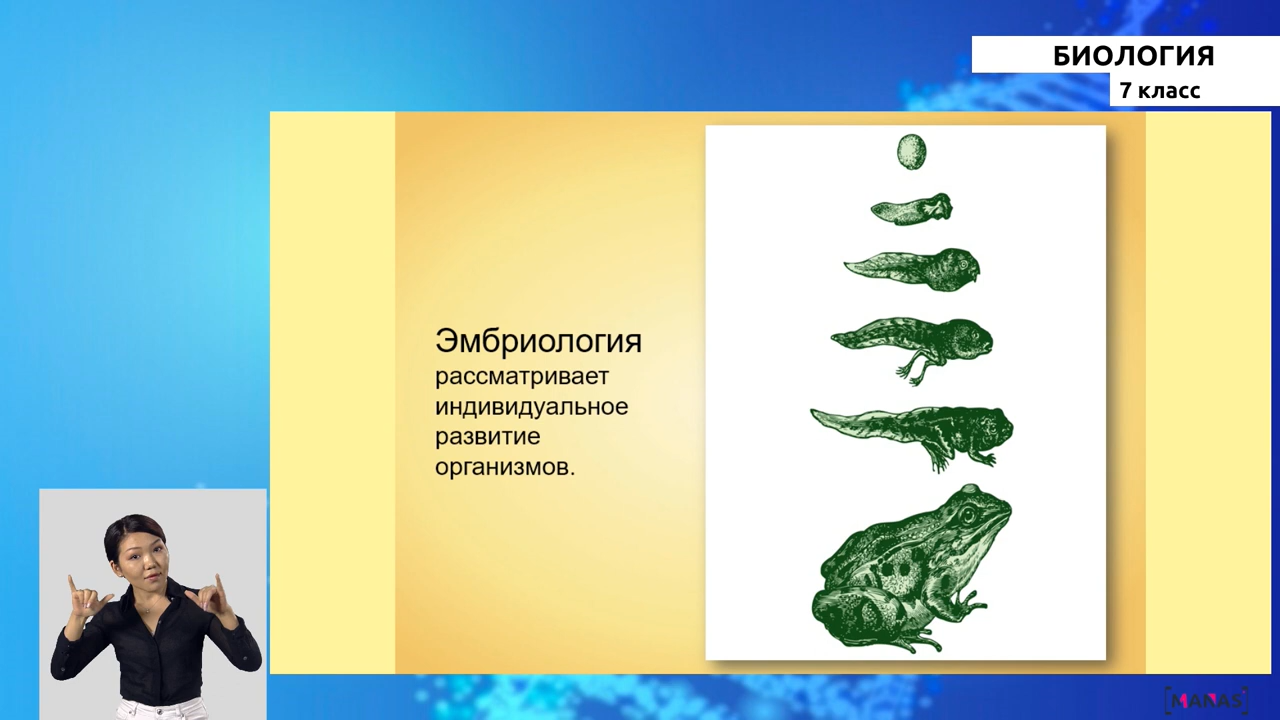 БИОЛОГИЯ
7 класс
Эмбриология
рассматривает
индивидуальное
развитие
организмов.
[MANAS]